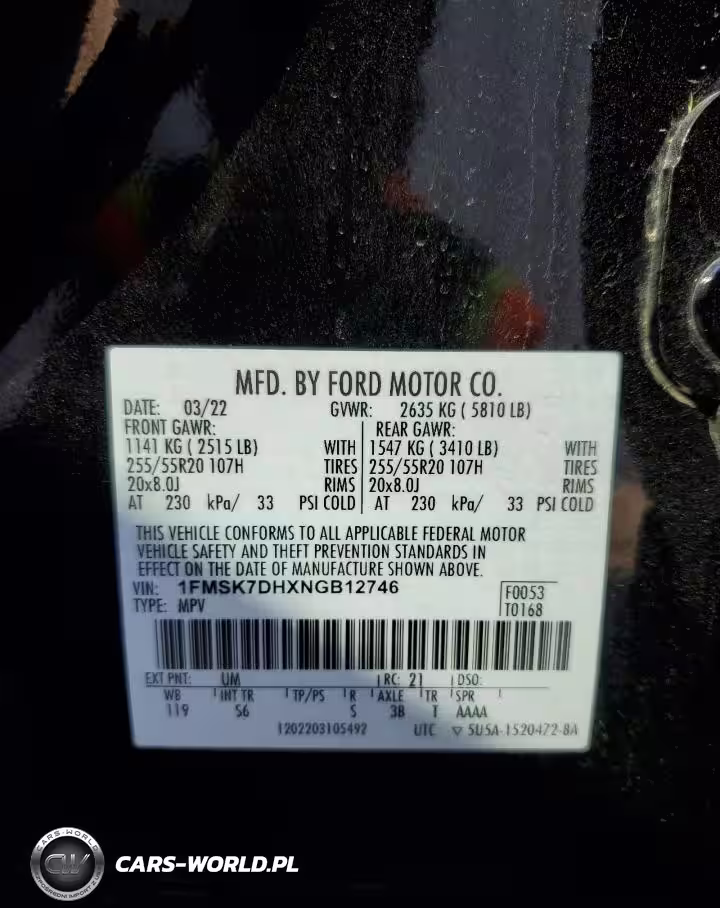 MFD. BY FORD MOTOR CO.
DATE: 03/22 GVWR: 2635 KG ( 5810 LB)
FRONT GAWR: REAR GAWR:
1141 KG ( 2515 LB) WITH 1547 KG ( 3410 LB) WITH
255/55R20 107H TIRES 255/55R20 107H TIRES
20x8.0J RIMS 20x8.0J RIMS
AT 230 kPa/ 33 PSI COLD AT 230 kPa/ 33 PSI COLD
THIS VEHICLE CONFORMS TO ALL APPLICABLE FEDERAL MOTOR
VEHICLE SAFETY AND THEFT PREVENTION STANDARDS IN
EFFECT ON THE DATE OF MANUFACTURE SHOWN ABOVE.
VIN: 1FMSK7DHXNGB12746 F0053
TYPE: MPV T0168
EXT PNT: UM RC: 21 DSO:
WB INT TR TP/PS R AXLE TR SPR
119 S6 S 3B T AAAA
1202203105492 UTC ▽ 5U5A-1520472-8A
CARS-WORLD
CW
CARS-WORLD.PL